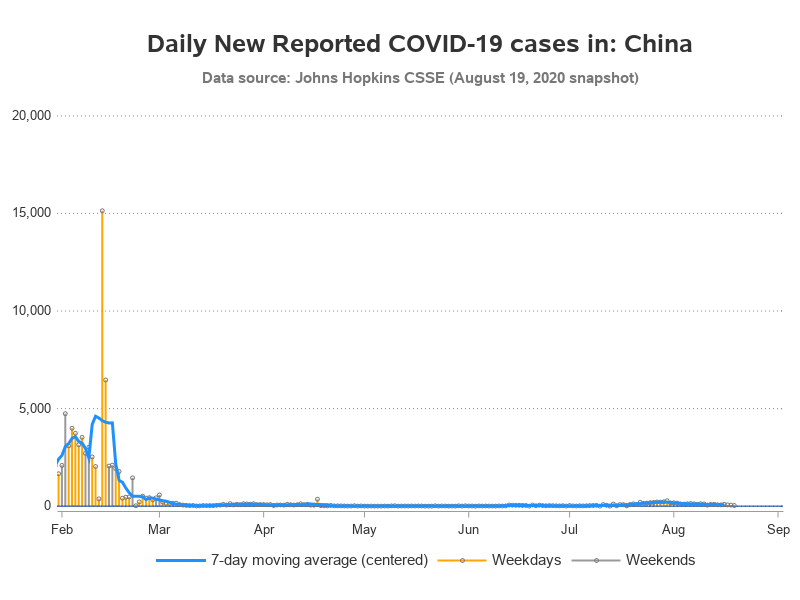 Daily New Reported COVID-19 cases in: China
Data source: Johns Hopkins CSSE (August 19, 2020 snapshot)
20,000
15,000
10,000
5,000
0
Feb Mar Apr May Jun Jul Aug Sep
7-day moving average (centered) Weekdays Weekends